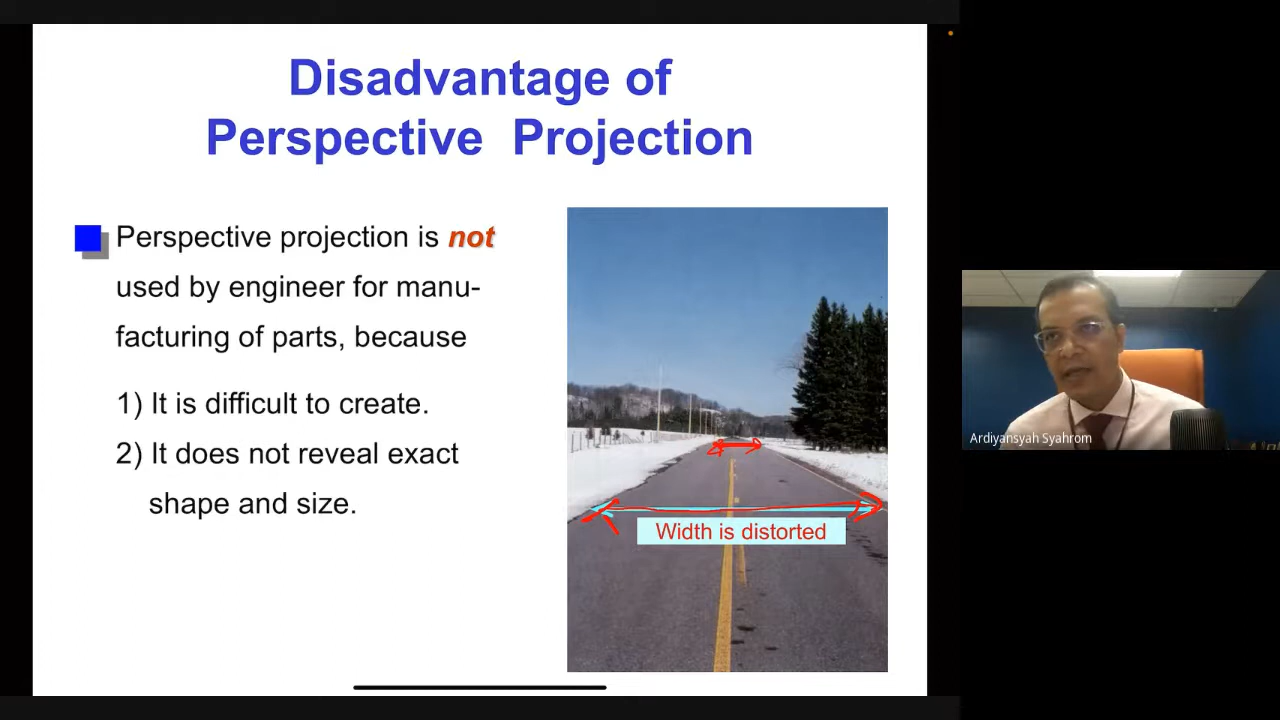 Disadvantage of
Perspective Projection
Perspective projection is not
used by engineer for manu-
facturing of parts, because
1) It is difficult to create.
2) It does not reveal exact
shape and size.
Width is distorted
Ardiyansyah Syahrom